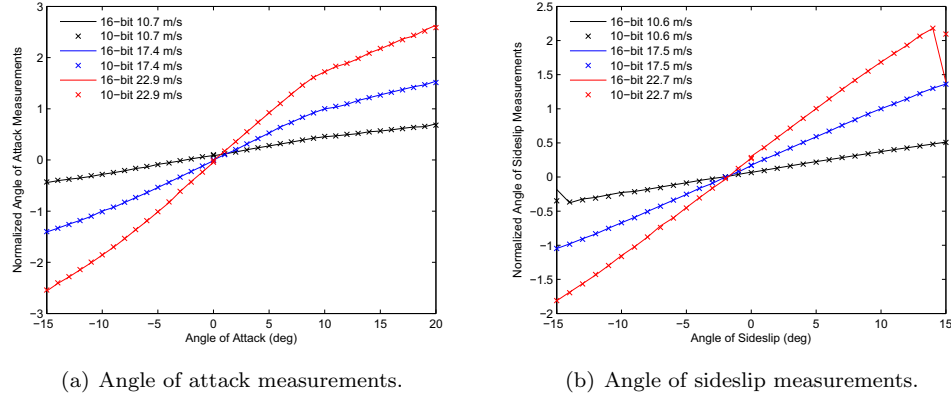 3
2
1
0
−1
−2
−3
Normalized Angle of Attack Measurements
16−bit 10.7 m/s
10−bit 10.7 m/s
16−bit 17.4 m/s
10−bit 17.4 m/s
16−bit 22.9 m/s
10−bit 22.9 m/s
−15 −10 −5 0 5 10 15 20
Angle of Attack (deg)
(a) Angle of attack measurements.
2.5
2
1.5
1
0.5
0
−0.5
−1
−1.5
−2
Normalized Angle of Sideslip Measurements
16−bit 10.6 m/s
10−bit 10.6 m/s
16−bit 17.5 m/s
10−bit 17.5 m/s
16−bit 22.7 m/s
10−bit 22.7 m/s
−15 −10 −5 0 5 10 15
Angle of Sideslip (deg)
(b) Angle of sideslip measurements.